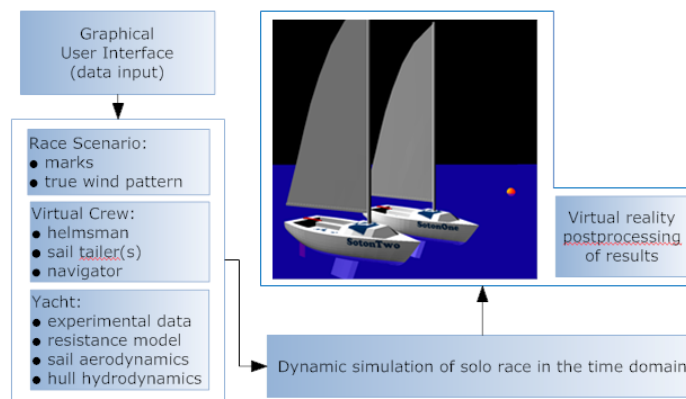 Graphical
User Interface
(data input)
Race Scenario:
● marks
● true wind pattern
Virtual Crew:
● helmsman
● sail tailer(s)
● navigator
Yacht:
● experimental data
● resistance model
● sail aerodynamics
● hull hydrodynamics
SotonTwo
SotonOne
Virtual reality
postprocessing
of results
Dynamic simulation of solo race in the time domain